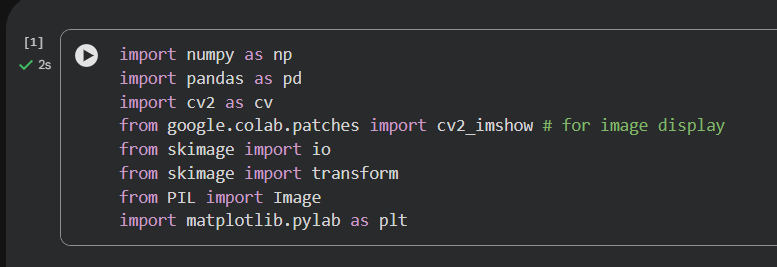 [1]
2s
import numpy as np
import pandas as pd
import cv2 as cv
from google.colab.patches import cv2_imshow # for image display
from skimage import io
from skimage import transform
from PIL import Image
import matplotlib.pylab as plt